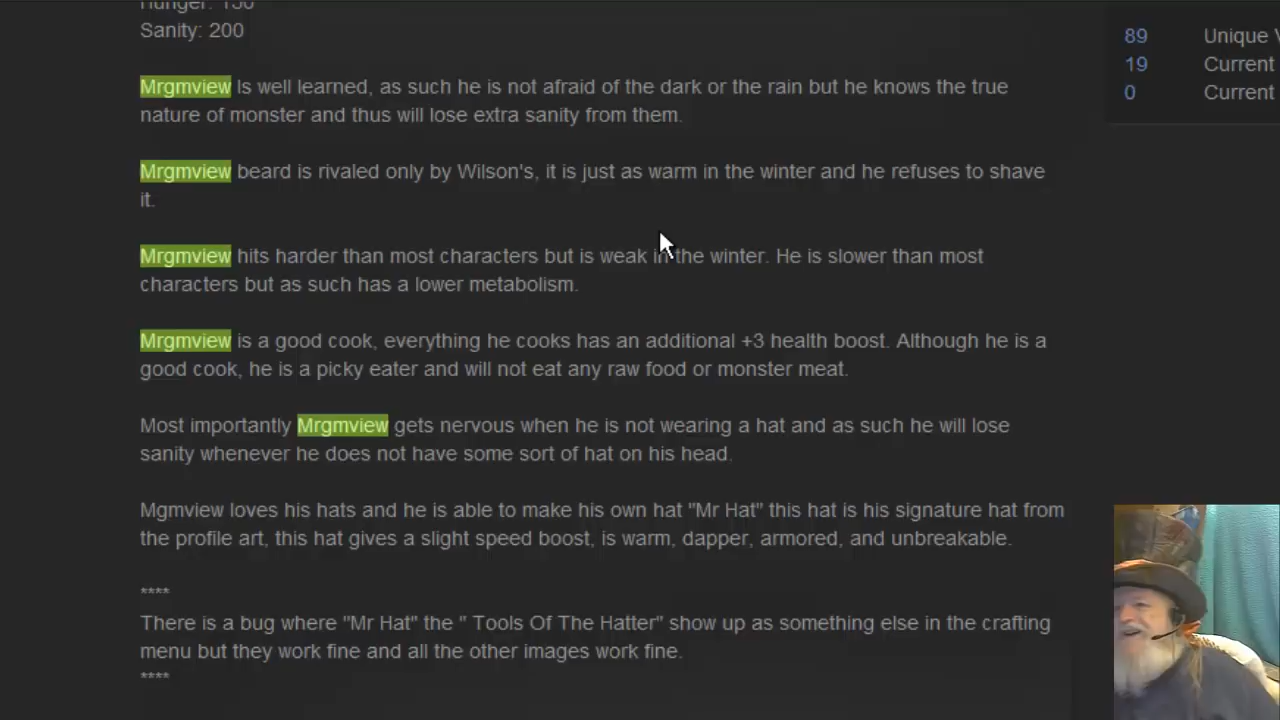 Hunger: 150
Sanity: 200
89 Unique
19 Current
0 Current
Mrgmview Is well learned, as such he is not afraid of the dark or the rain but he knows the true
nature of monster and thus will lose extra sanity from them.
Mrgmview beard is rivaled only by Wilson's, it is just as warm in the winter and he refuses to shave
it.
Mrgmview hits harder than most characters but is weak in the winter. He is slower than most
characters but as such has a lower metabolism.
Mrgmview is a good cook, everything he cooks has an additional +3 health boost. Although he is a
good cook, he is a picky eater and will not eat any raw food or monster meat.
Most importantly Mrgmview gets nervous when he is not wearing a hat and as such he will lose
sanity whenever he does not have some sort of hat on his head.
Mgmview loves his hats and he is able to make his own hat "Mr Hat" this hat is his signature hat from
the profile art, this hat gives a slight speed boost, is warm, dapper, armored, and unbreakable.
****
There is a bug where "Mr Hat" the " Tools Of The Hatter" show up as something else in the crafting
menu but they work fine and all the other images work fine.
****